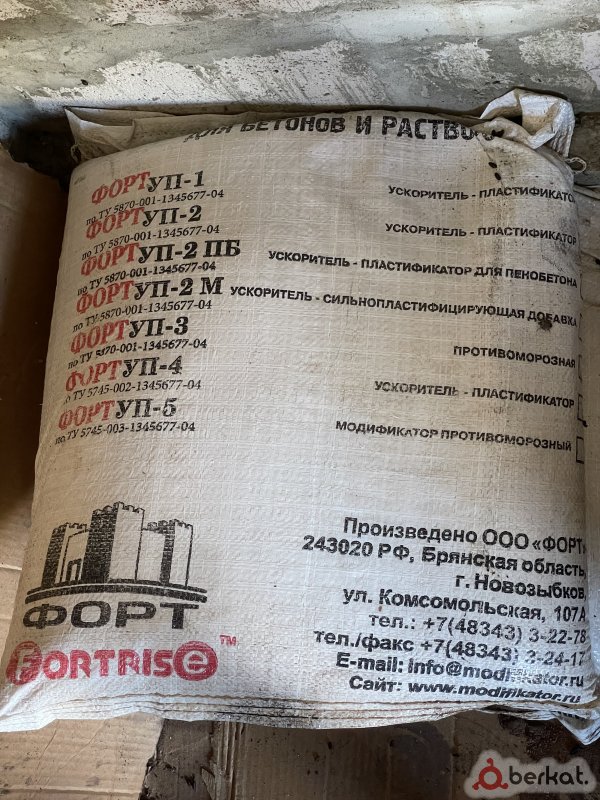 ДЛЯ БЕТОНОВ И РАСТВО
ФОРТ УП-1 УСКОРИТЕЛЬ - ПЛАСТИФИКАТО
по ТУ 5870-001-1345677-04
ФОРТ УП-2 УСКОРИТЕЛЬ - ПЛАСТИФИКАТОР
по ТУ 5870-001-1345677-04
ФОРТ УП-2 ПБ УСКОРИТЕЛЬ - ПЛАСТИФИКАТОР ДЛЯ ПЕНОБЕТОНА
по ТУ 5870-001-1345677-04
ФОРТ УП-2 М УСКОРИТЕЛЬ - СИЛЬНОПЛАСТИФИЦИРУЮЩАЯ ДОБАВКА
по ТУ 5870-001-1345677-04
ФОРТ УП-3 ПРОТИВОМОРОЗНАЯ
по ТУ 5870-001-1345677-04
ФОРТ УП-4 УСКОРИТЕЛЬ - ПЛАСТИФИКАТОР
по ТУ 5745-002-1345677-04
ФОРТ УП-5 МОДИФИКАТОР ПРОТИВОМОРОЗНЫЙ
по ТУ 5745-003-1345677-04
ФОРТ
FORTRISE™
Произведено ООО «ФОРТ»
243020 РФ, Брянская область,
г. Новозыбков,
ул. Комсомольская, 107А
тел.: +7(48343) 3-22-78
тел./факс +7(48343) 3-24-17
E-mail: info@modifikator.ru
Сайт: www.modifikator.ru
berkat.